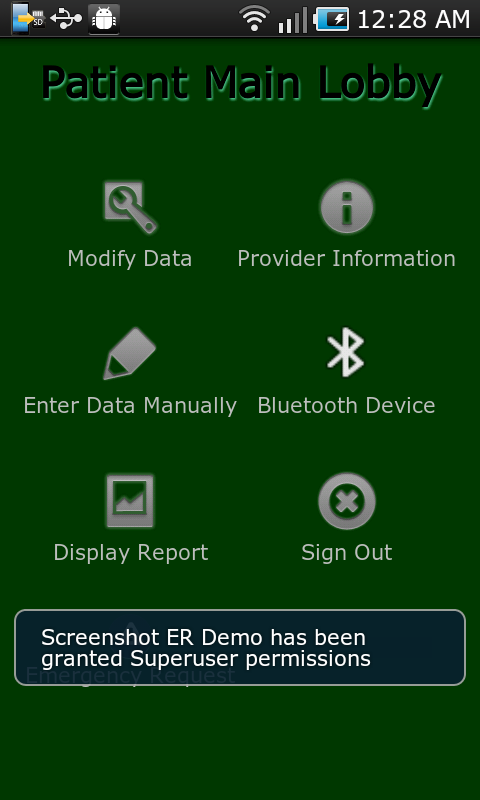 12:28 AM
Patient Main Lobby
Modify Data
Provider Information
Enter Data Manually
Bluetooth Device
Display Report
Sign Out
Screenshot ER Demo has been
granted Superuser permissions
Emergency Request